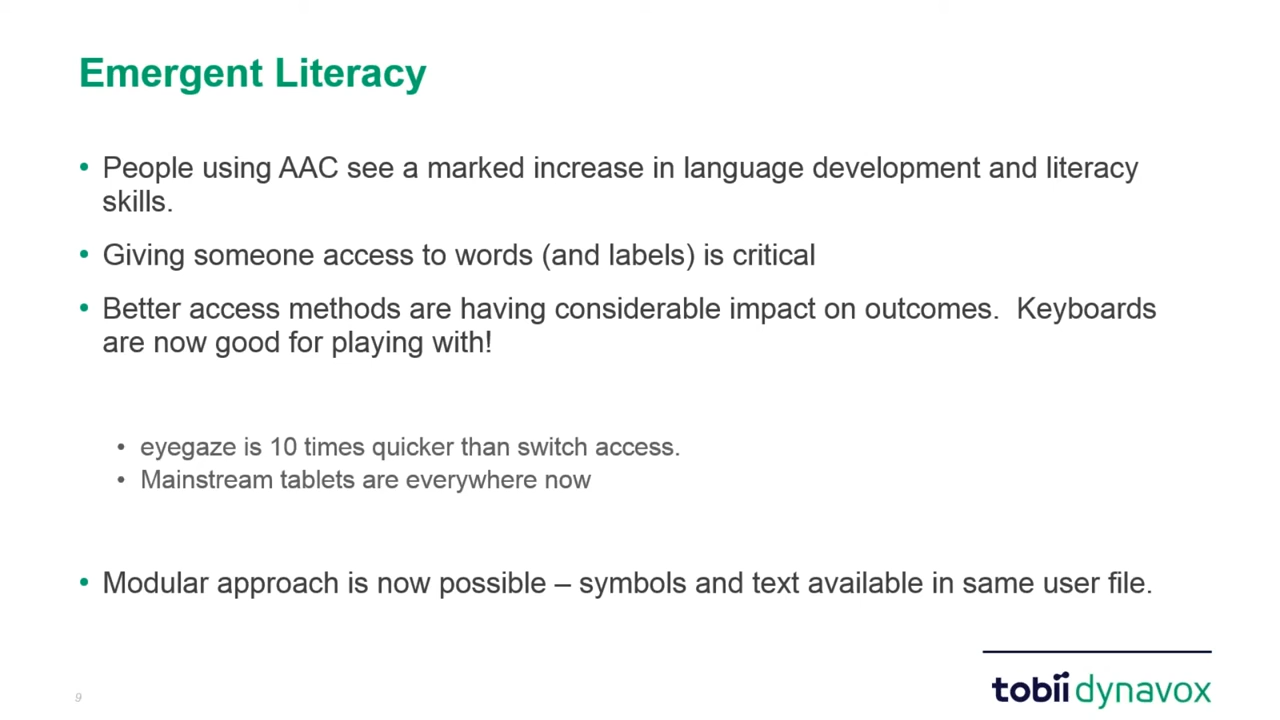 Emergent Literacy
• People using AAC see a marked increase in language development and literacy
skills.
• Giving someone access to words (and labels) is critical
• Better access methods are having considerable impact on outcomes.  Keyboards
are now good for playing with!
• eyegaze is 10 times quicker than switch access.
• Mainstream tablets are everywhere now
• Modular approach is now possible – symbols and text available in same user file.
9
tobii dynavox